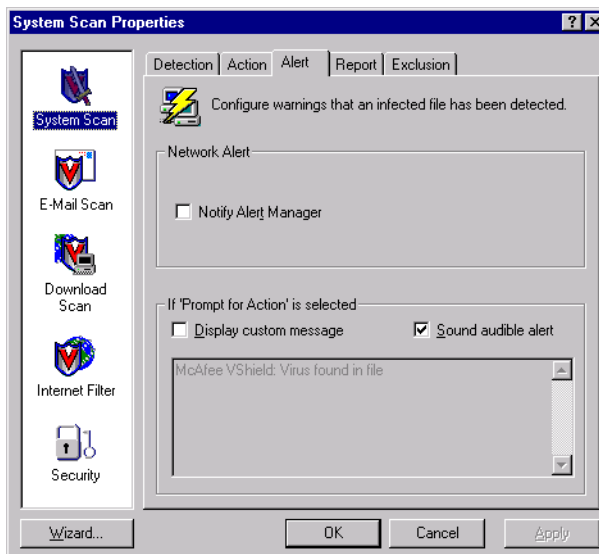 System Scan Properties
System Scan
E-Mail Scan
Download
Scan
Internet Filter
Security
Detection
Action
Alert
Report
Exclusion
Configure warnings that an infected file has been detected.
Network Alert
Notify Alert Manager
If 'Prompt for Action' is selected
Display custom message
Sound audible alert
McAfee VShield: Virus found in file
Wizard...
OK
Cancel
Apply